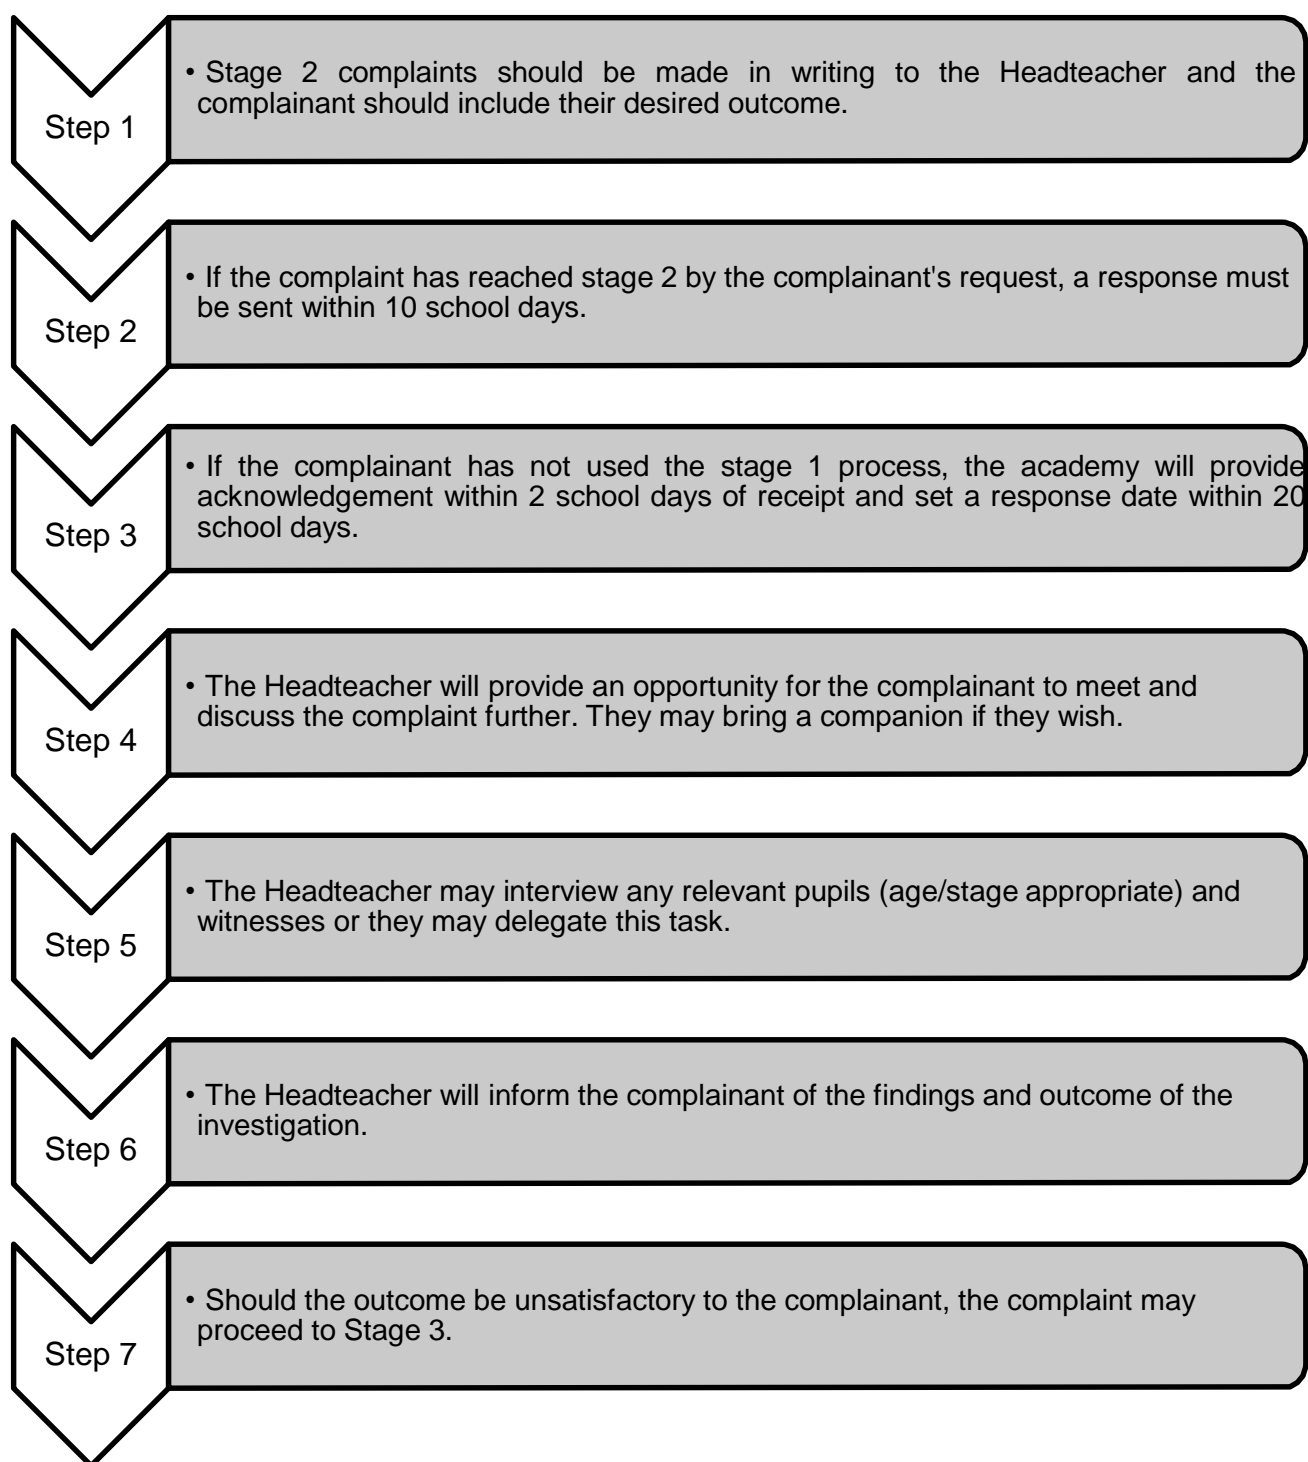 Step 1
• Stage 2 complaints should be made in writing to the Headteacher and the
complainant should include their desired outcome.
Step 2
• If the complaint has reached stage 2 by the complainant's request, a response must
be sent within 10 school days.
Step 3
• If the complainant has not used the stage 1 process, the academy will provide
acknowledgement within 2 school days of receipt and set a response date within 20
school days.
Step 4
• The Headteacher will provide an opportunity for the complainant to meet and
discuss the complaint further. They may bring a companion if they wish.
Step 5
• The Headteacher may interview any relevant pupils (age/stage appropriate) and
witnesses or they may delegate this task.
Step 6
• The Headteacher will inform the complainant of the findings and outcome of the
investigation.
Step 7
• Should the outcome be unsatisfactory to the complainant, the complaint may
proceed to Stage 3.